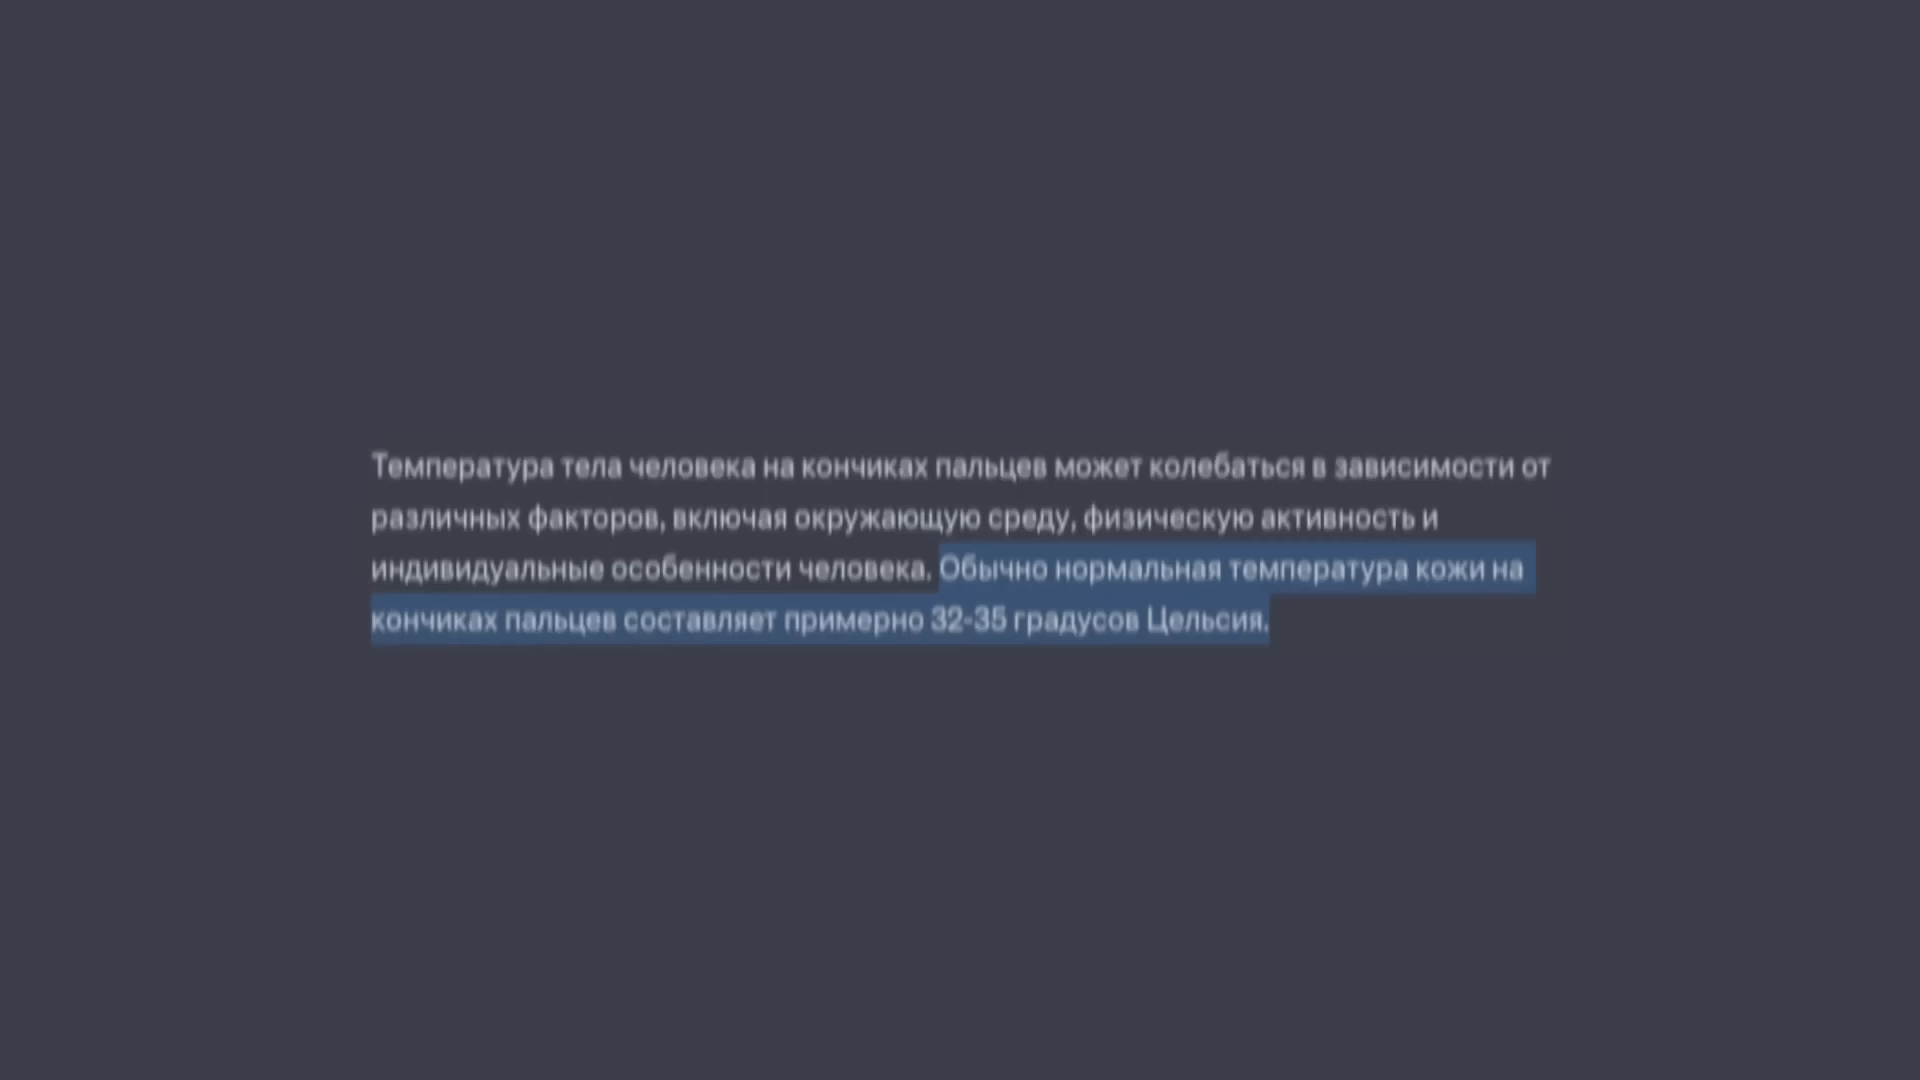 Температура тела человека на кончиках пальцев может колебаться в зависимости от
различных факторов, включая окружающую среду, физическую активность и
индивидуальные особенности человека. Обычно нормальная температура кожи на
кончиках пальцев составляет примерно 32-35 градусов Цельсия.